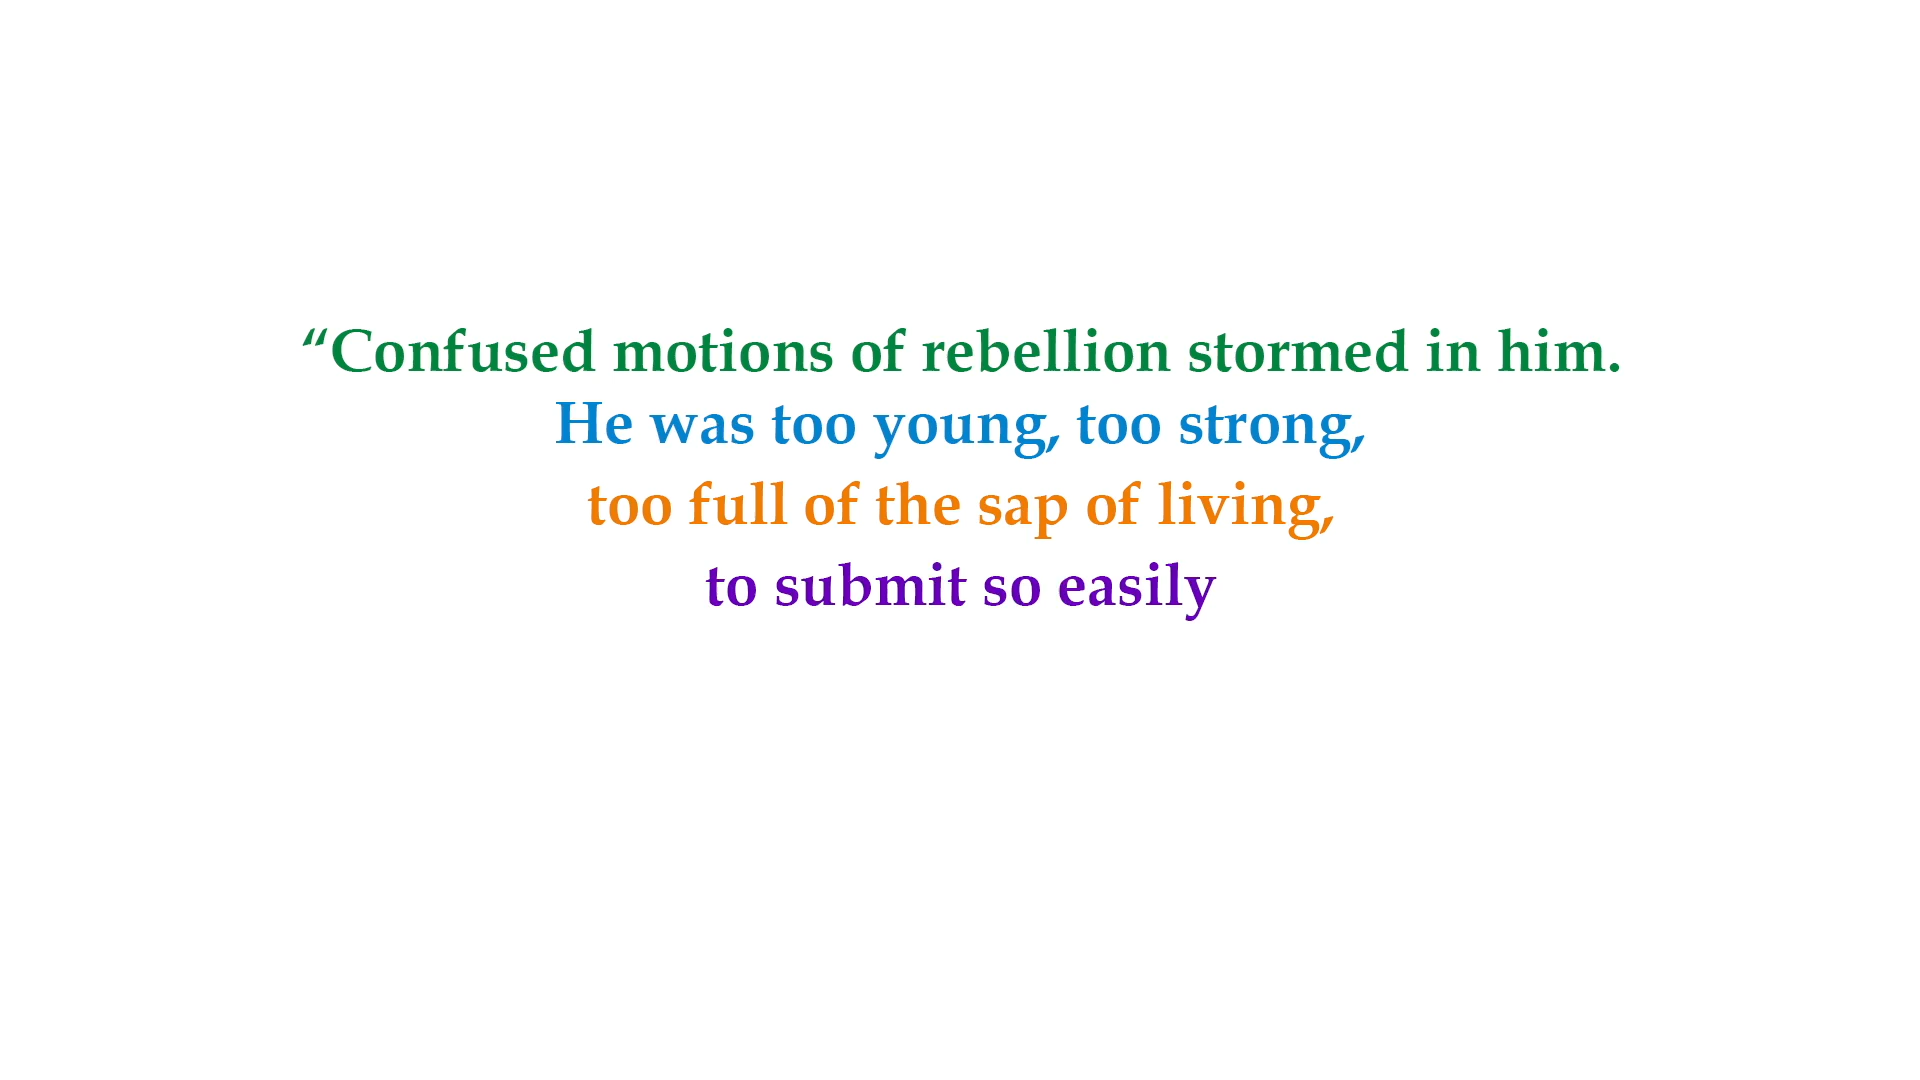 “Confused motions of rebellion stormed in him.
He was too young, too strong,
too full of the sap of living,
to submit so easily